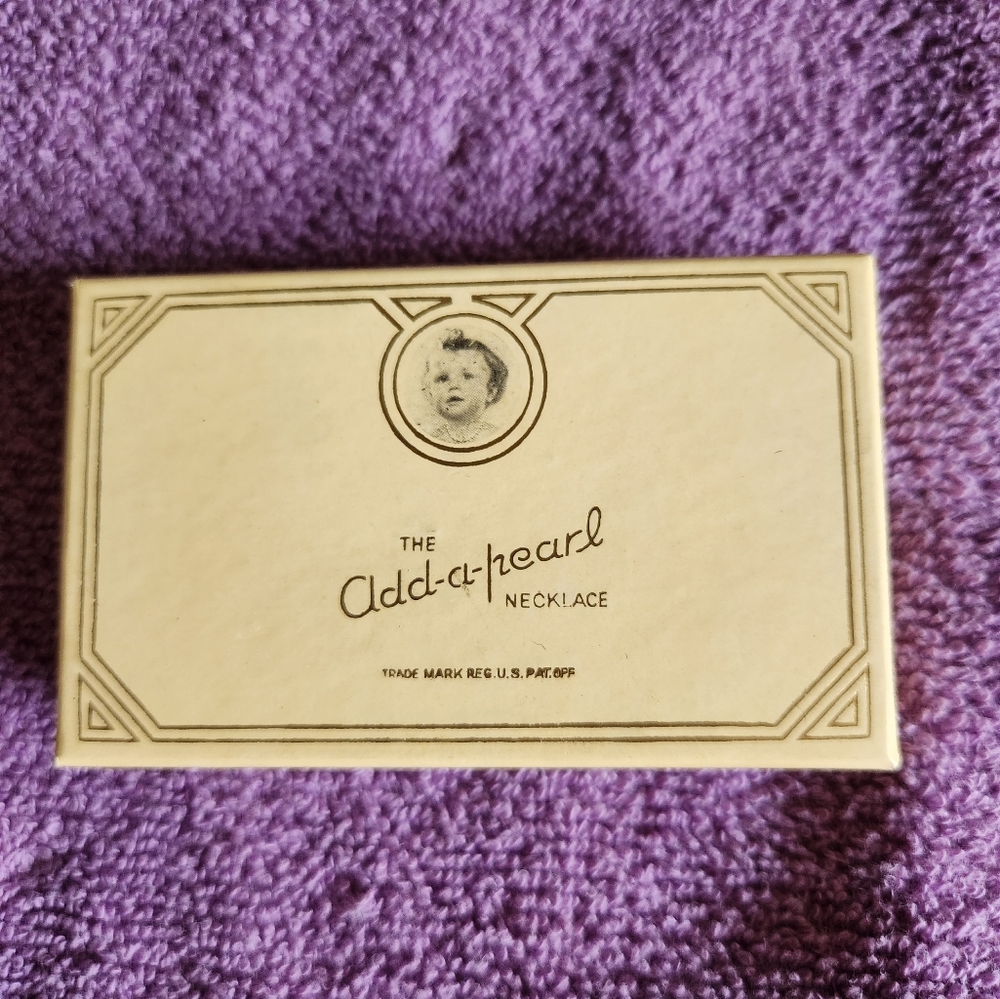 THE
add-a-pearl
NECKLACE
TRADE MARK REG. U.S. PAT. OFF